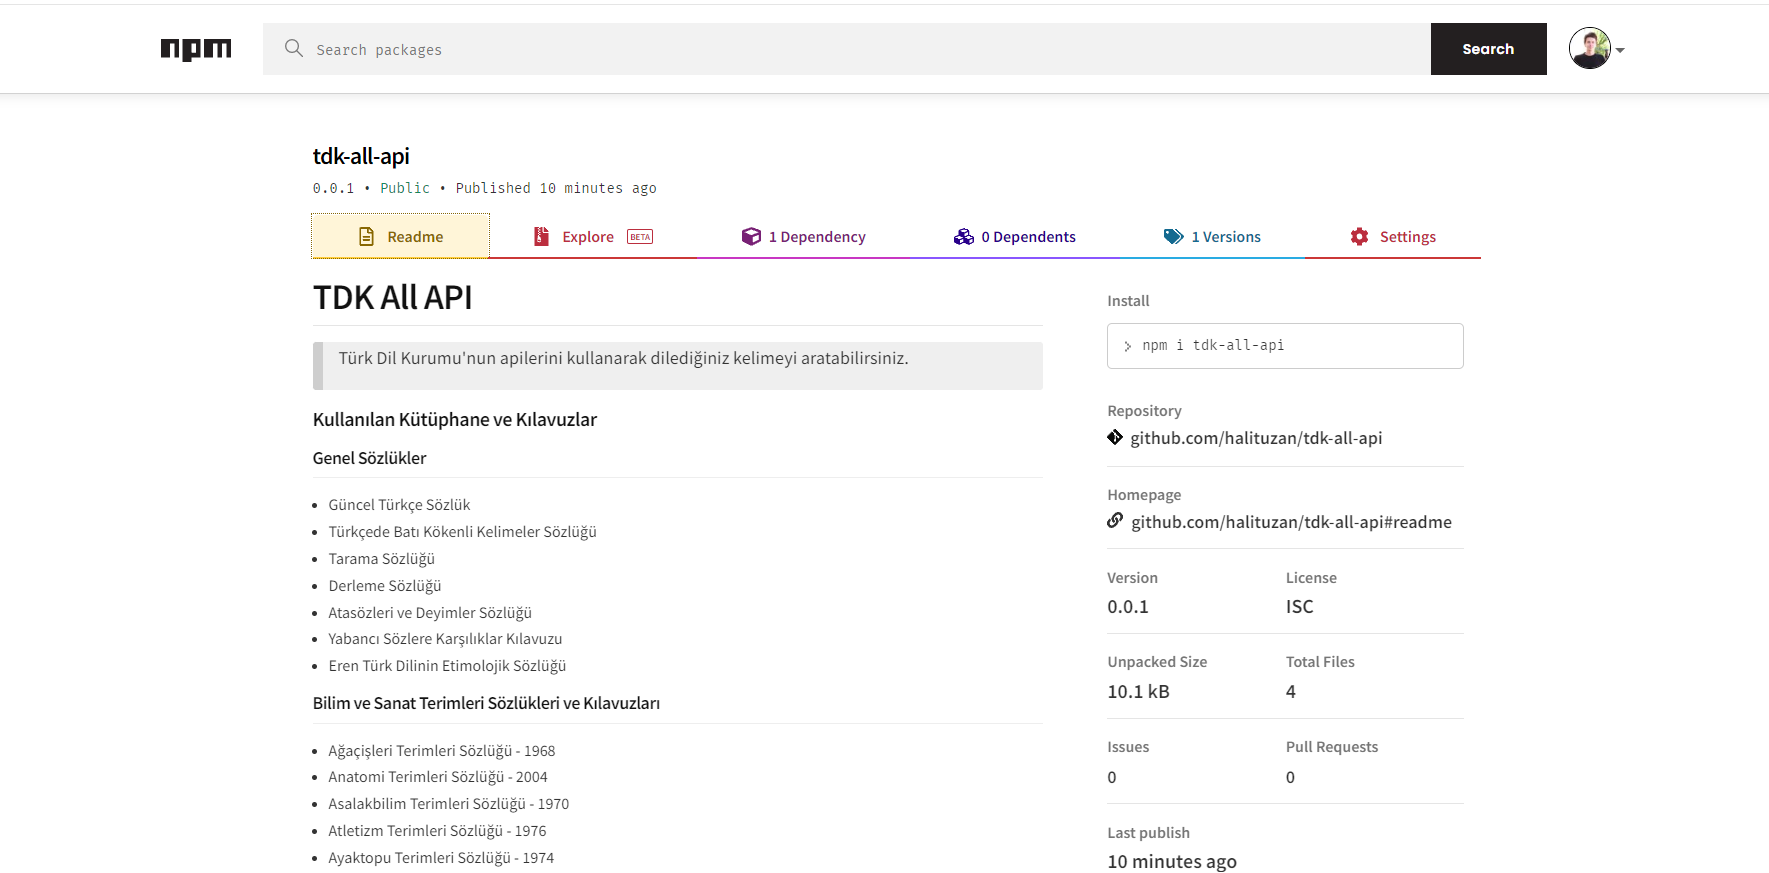 npm
Search packages
Search
tdk-all-api
0.0.1 • Public • Published 10 minutes ago
Readme
Explore BETA
1 Dependency
0 Dependents
1 Versions
Settings
TDK All API
Türk Dil Kurumu'nun apilerini kullanarak dilediğiniz kelimeyi aratabilirsiniz.
Kullanılan Kütüphane ve Kılavuzlar
Genel Sözlükler
• Güncel Türkçe Sözlük
• Türkçede Batı Kökenli Kelimeler Sözlüğü
• Tarama Sözlüğü
• Derleme Sözlüğü
• Atasözleri ve Deyimler Sözlüğü
• Yabancı Sözlere Karşılıklar Kılavuzu
• Eren Türk Dilinin Etimolojik Sözlüğü
Bilim ve Sanat Terimleri Sözlükleri ve Kılavuzları
• Ağaçişleri Terimleri Sözlüğü - 1968
• Anatomi Terimleri Sözlüğü - 2004
• Asalakbilim Terimleri Sözlüğü - 1970
• Atletizm Terimleri Sözlüğü - 1976
• Ayaktopu Terimleri Sözlüğü - 1974
Install
> npm i tdk-all-api
Repository
github.com/halituzan/tdk-all-api
Homepage
github.com/halituzan/tdk-all-api#readme
Version
0.0.1
License
ISC
Unpacked Size
10.1 kB
Total Files
4
Issues
0
Pull Requests
0
Last publish
10 minutes ago